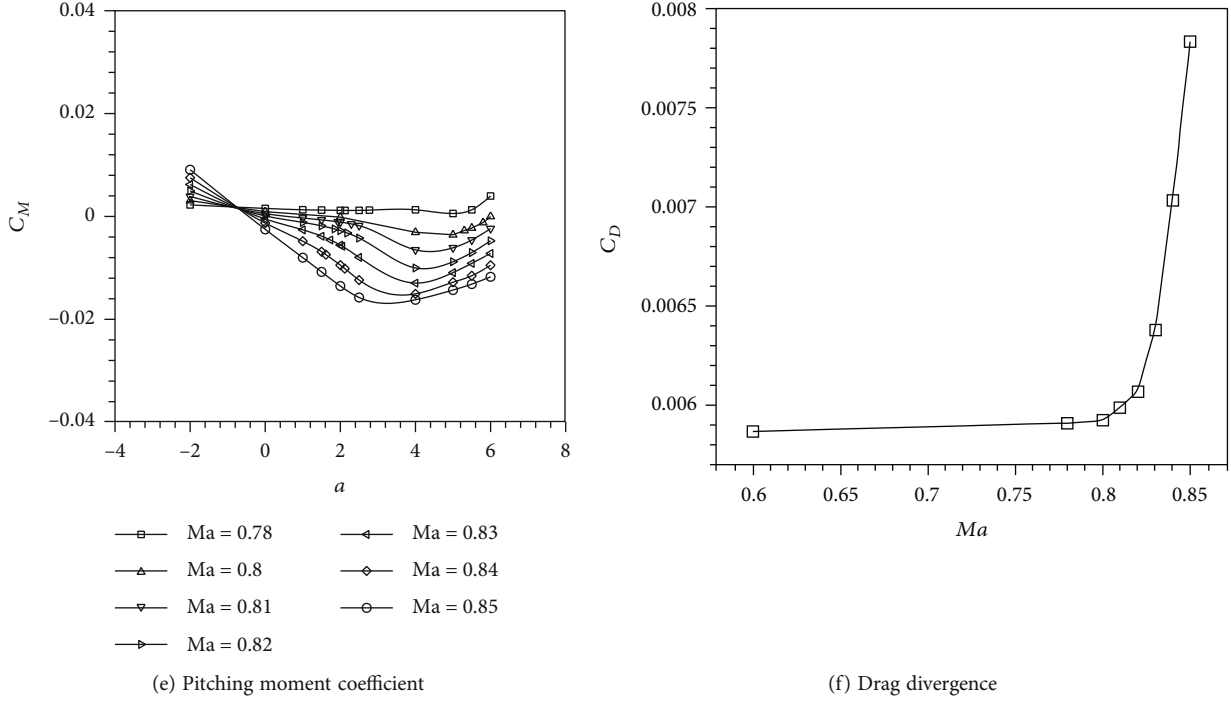 0.04
0.02
0
–0.02
–0.04
C_M
–4
–2
0
2
4
6
8
a
Ma = 0.78
Ma = 0.8
Ma = 0.81
Ma = 0.82
Ma = 0.83
Ma = 0.84
Ma = 0.85
(e) Pitching moment coefficient
0.008
0.0075
0.007
0.0065
0.006
C_D
0.6
0.65
0.7
0.75
0.8
0.85
Ma
(f) Drag divergence